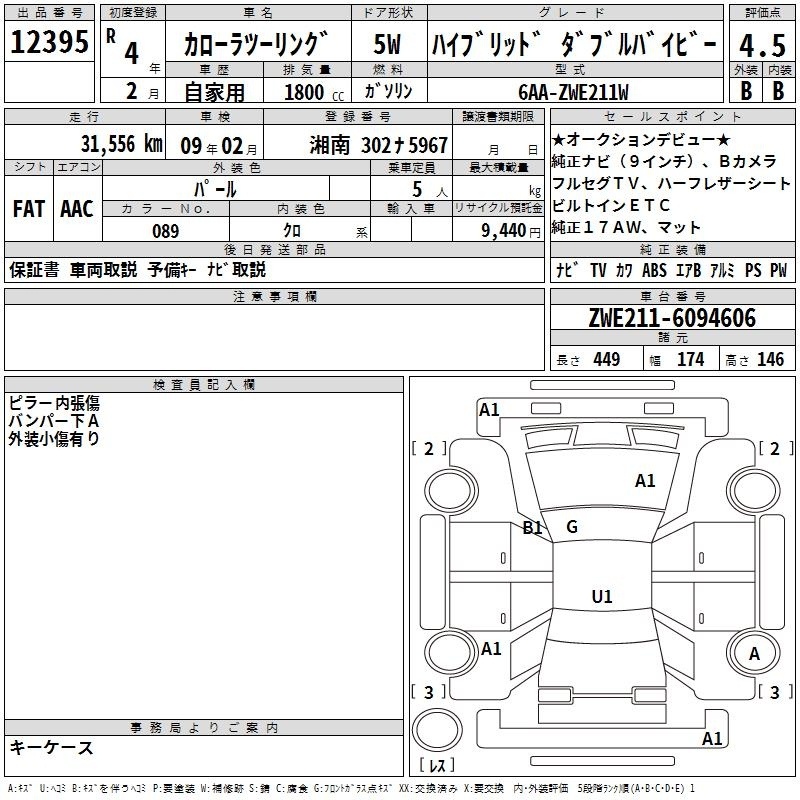 出品番号
12395
初度登録
R 4 年
2 月
車名
カローラツーリング
ドア形状
5W
グレード
ハイブリッド ダブルバイビー
評価点
4.5
車歴
自家用
排気量
1800 CC
燃料
ガソリン
型式
6AA-ZWE211W
外装 内装
B B
走行
31,556 km
車検
09 年 02 月
登録番号
湘南 302ナ5967
譲渡書類期限
月 日
シフト エアコン
FAT AAC
外装色
パール
乗車定員
5 人
最大積載量
kg
カラーNo.
089
内装色
クロ 系
輸入車
リサイクル預託金
9,440 円
後日発送部品
保証書 車両取説 予備キー ナビ取説
セールスポイント
★オークションデビュー★
純正ナビ(9インチ)、Bカメラ
フルセグTV、ハーフレザーシート
ビルトインETC
純正17AW、マット
純正装備
ナビ TV カワ ABS エアB アルミ PS PW
注意事項欄
車台番号
ZWE211-6094606
諸元
長さ 449 幅 174 高さ 146
検査員記入欄
ピラー内張傷
バンパー下A
外装小傷有り
事務局よりご案内
キーケース
A1
[ 2 ] [ 2 ]
A1
B1 G
U1
A1 A
[ 3 ] [ 3 ]
A1
[ レス ]
A:キズ U:ヘコミ B:キズを伴うヘコミ P:要塗装 W:補修跡 S:錆 C:腐食 G:フロントガラス点キズ XX:交換済み X:要交換 内・外装評価 5段階ランク順(A・B・C・D・E) 1